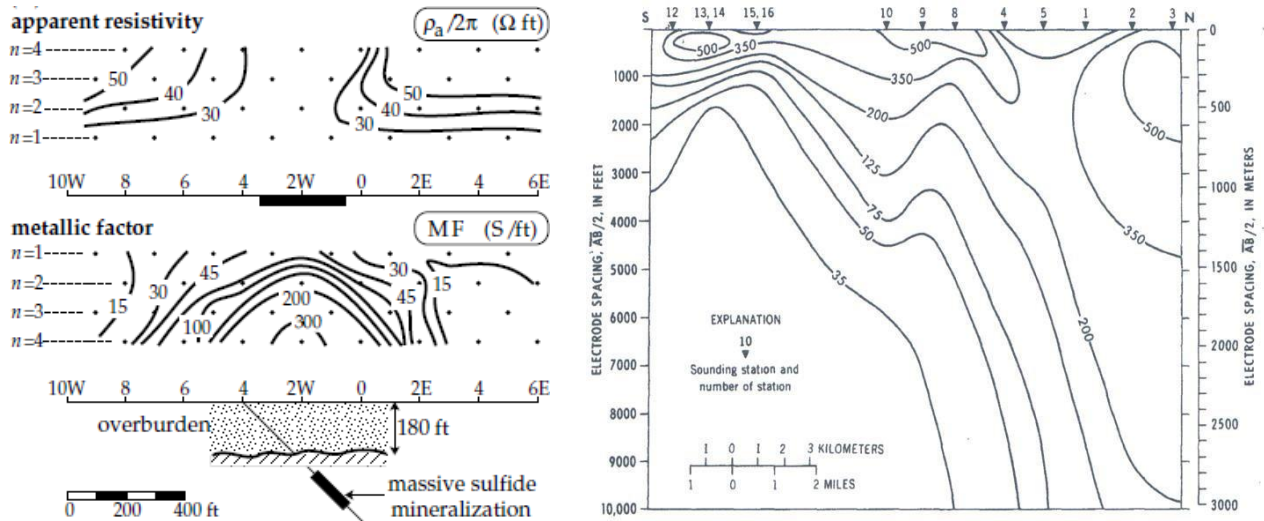 apparent resistivity
ρa/2π (Ω ft)
n=4
n=3
n=2
n=1
50
40
30
50
40
30
10W 8 6 4 2W 0 2E 4 6E
metallic factor
MF (S/ft)
n=1
n=2
n=3
n=4
15
30
45
100
200
300
30
45
15
10W 8 6 4 2W 0 2E 4 6E
overburden
180 ft
massive sulfide
mineralization
0 200 400 ft
S 12 13, 14 15, 16 10 9 8 4 5 1 2 3 N
ELECTRODE SPACING, AB/2, IN FEET
1000
2000
3000
4000
5000
6000
7000
8000
9000
10,000
500
350
500
350
200
125
75
50
35
200
350
500
EXPLANATION
10
Sounding station and
number of station
1 0 1 2 3 KILOMETERS
1 0 1 2 MILES
0
500
1000
1500
2000
2500
3000
ELECTRODE SPACING, AB/2, IN METERS